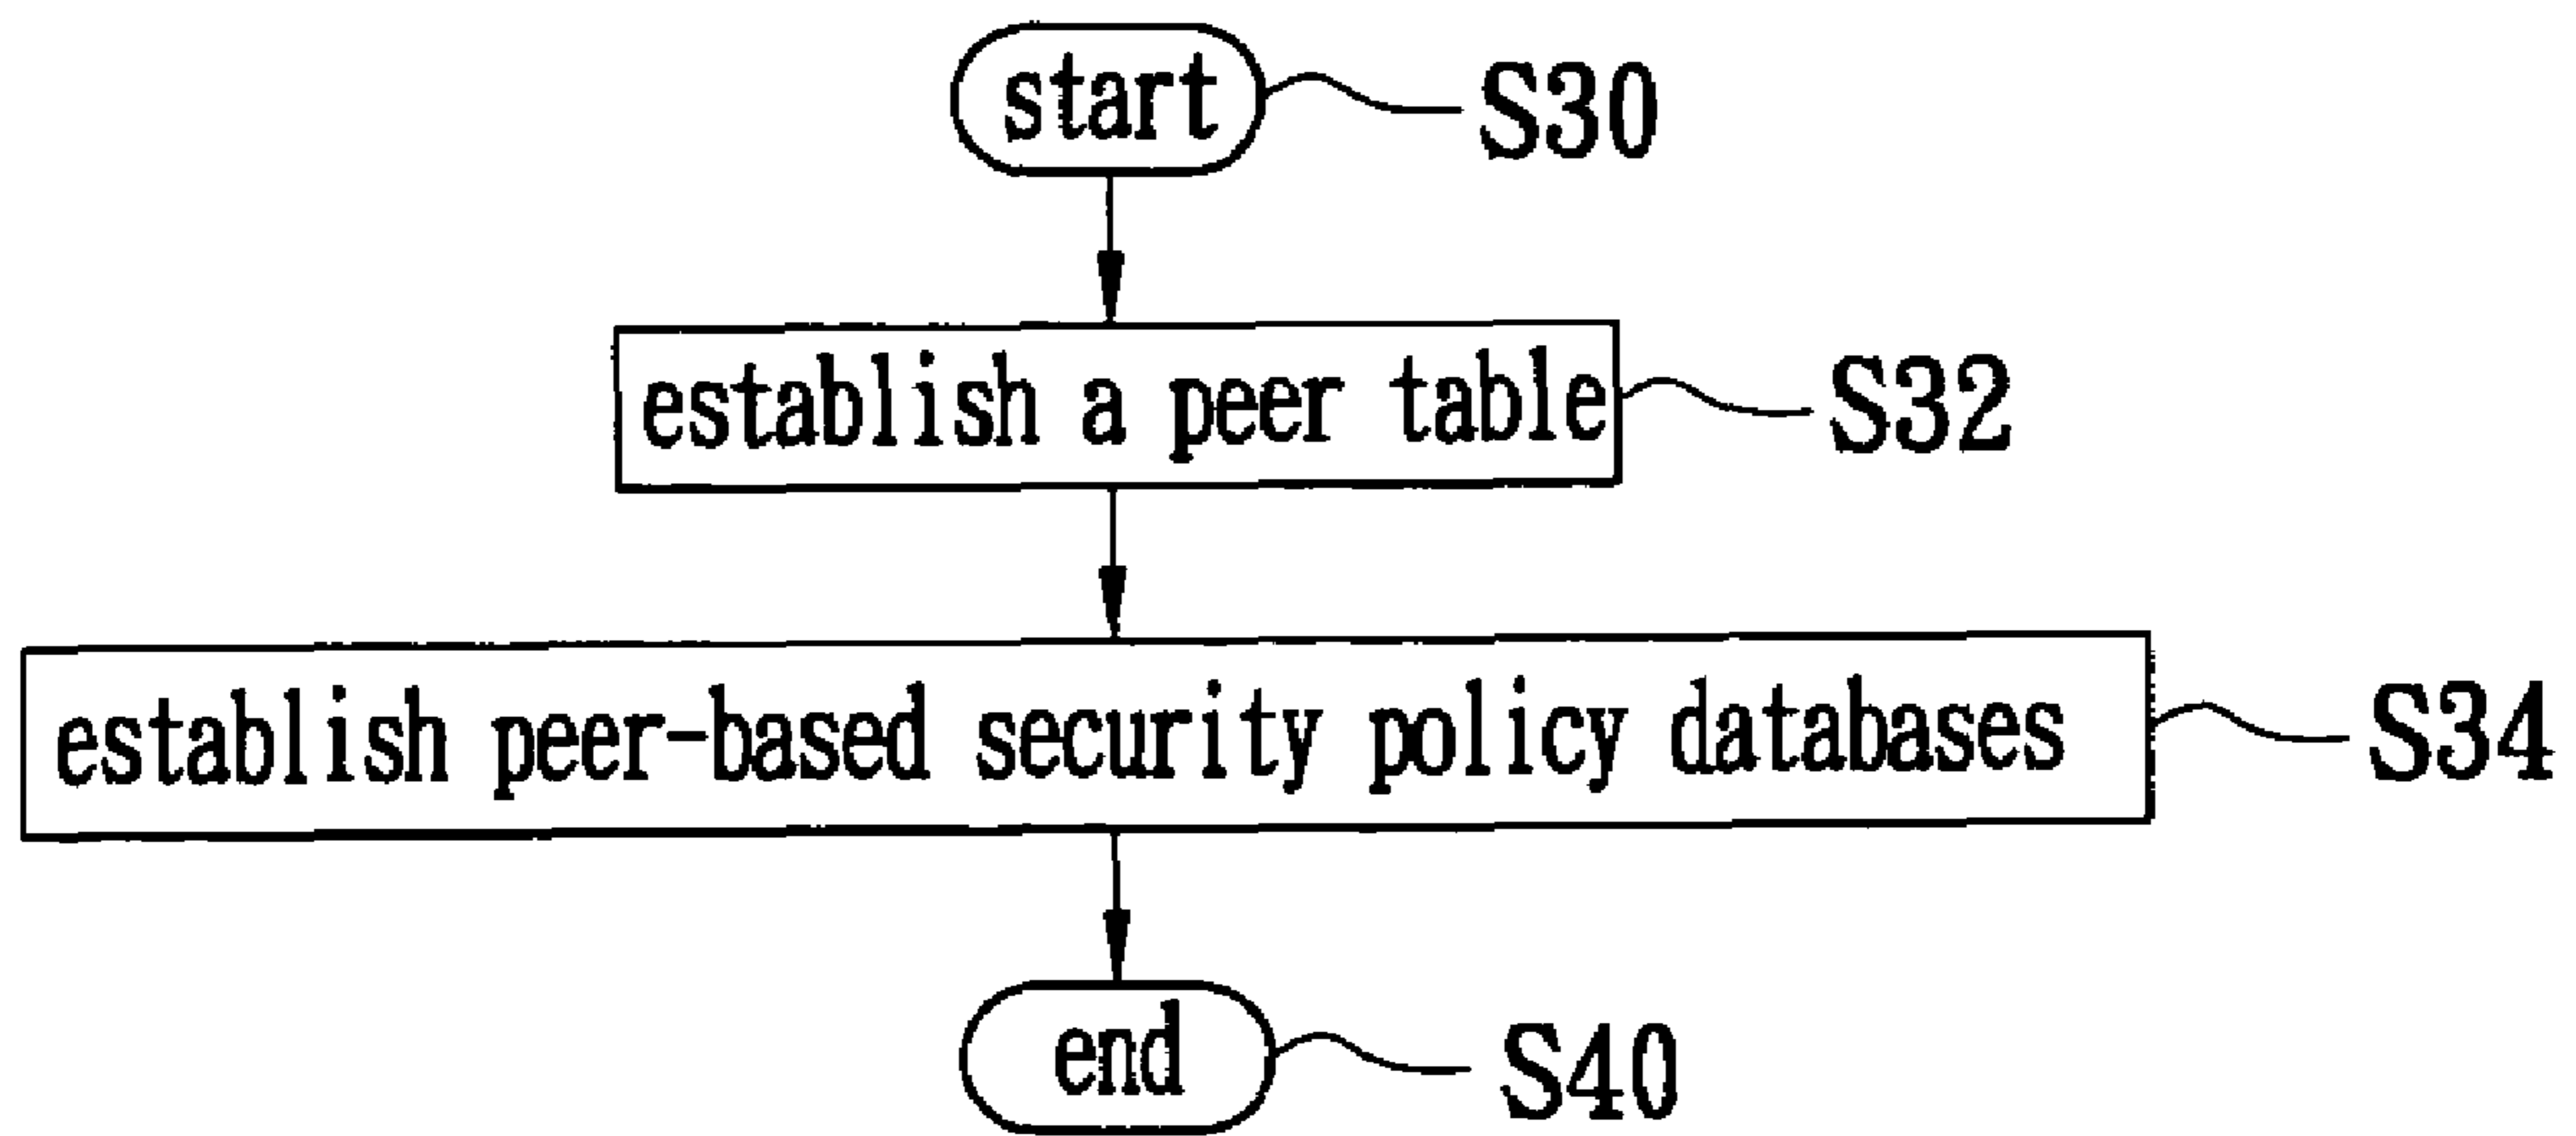 start S30
establish a peer table S32
establish peer-based security policy databases S34
end S40